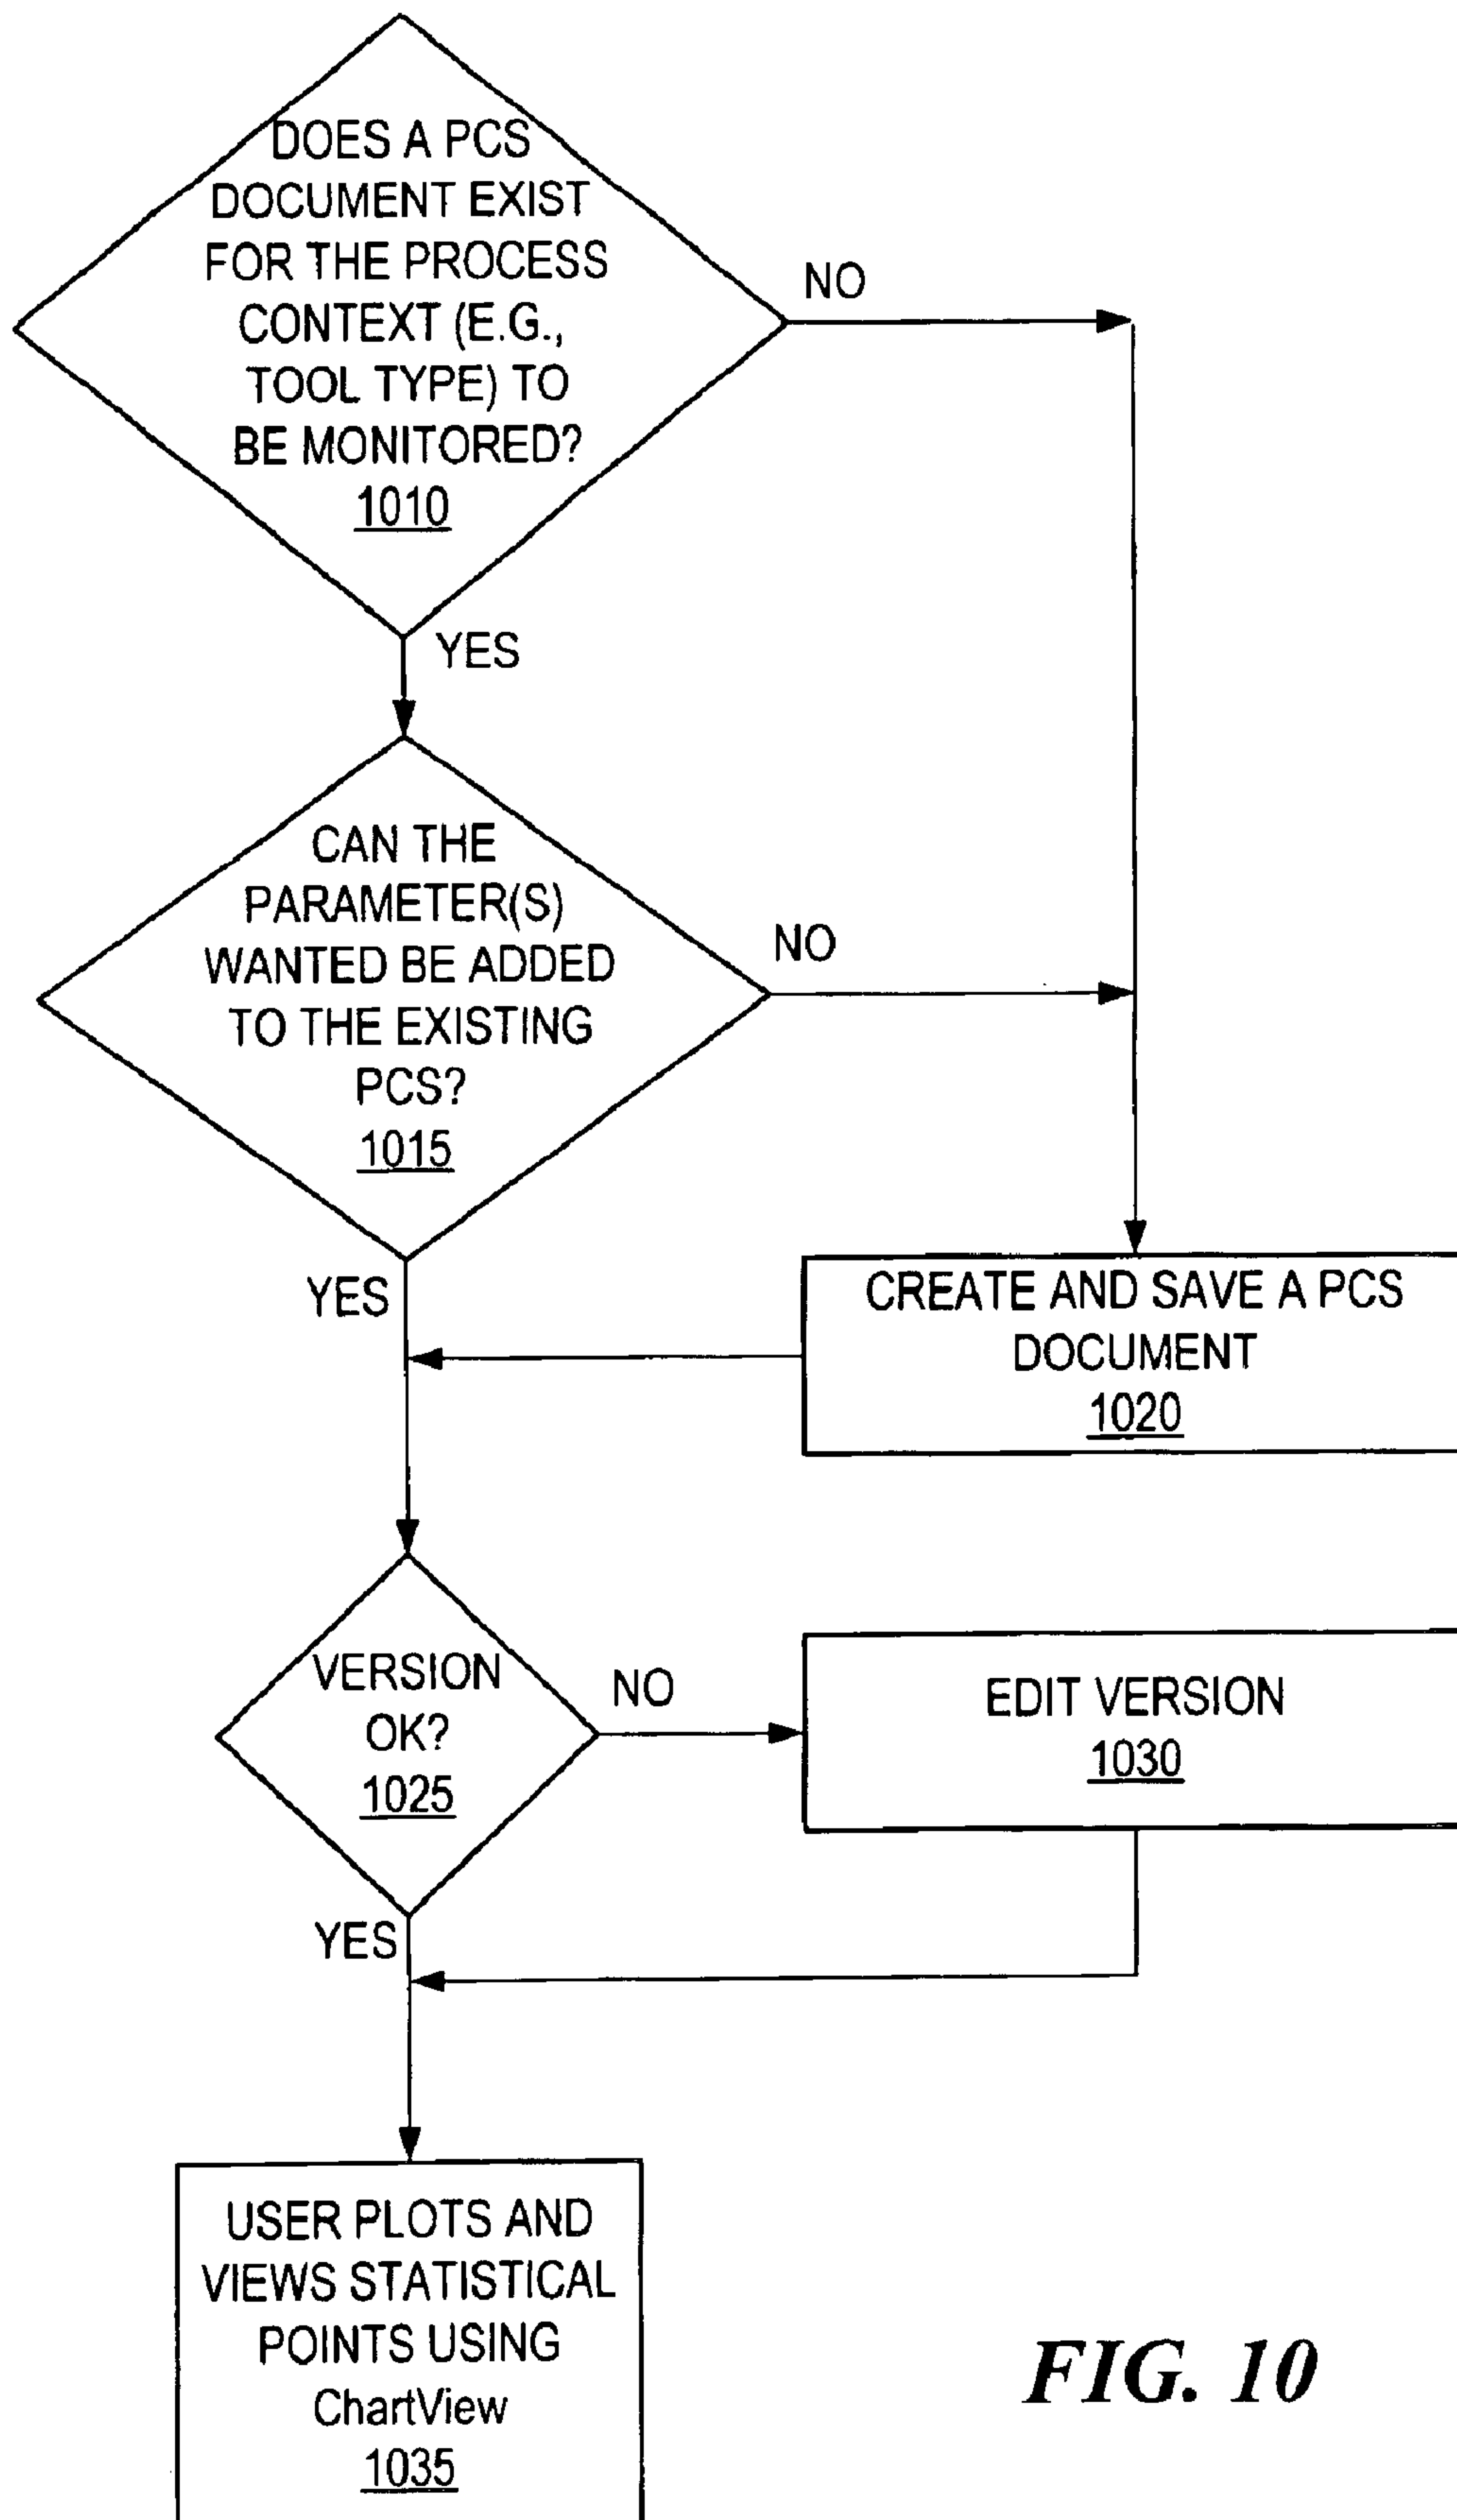 DOES A PCS
DOCUMENT EXIST
FOR THE PROCESS
CONTEXT (E.G.,
TOOL TYPE) TO
BE MONITORED?
1010
NO
YES
CAN THE
PARAMETER(S)
WANTED BE ADDED
TO THE EXISTING
PCS?
1015
NO
YES
CREATE AND SAVE A PCS
DOCUMENT
1020
VERSION
OK?
1025
NO
EDIT VERSION
1030
YES
USER PLOTS AND
VIEWS STATISTICAL
POINTS USING
ChartView
1035
FIG. 10